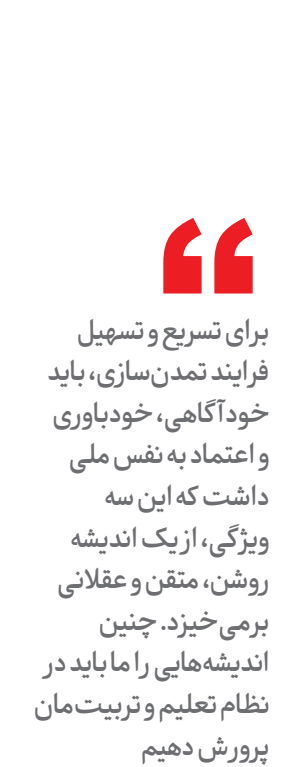 برای تسریع و تسهیل
فرایند تمدن‌سازی، باید
خودآگاهی، خودباوری
و اعتماد به نفس ملی
داشت که این سه
ویژگی، از یک اندیشه
روشن، متقن و عقلانی
برمی‌خیزد. چنین
اندیشه‌هایی را ما باید در
نظام تعلیم و تربیت‌مان
پرورش دهیم